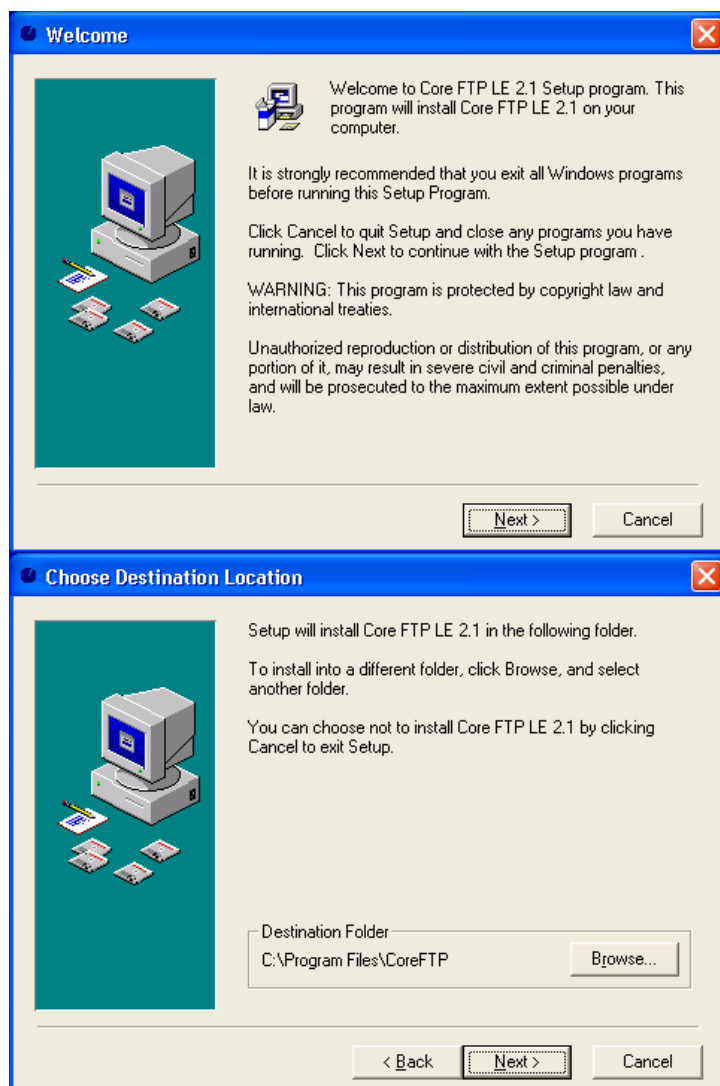 Welcome
Welcome to Core FTP LE 2.1 Setup program. This
program will install Core FTP LE 2.1 on your
computer.
It is strongly recommended that you exit all Windows programs
before running this Setup Program.
Click Cancel to quit Setup and close any programs you have
running. Click Next to continue with the Setup program .
WARNING: This program is protected by copyright law and
international treaties.
Unauthorized reproduction or distribution of this program, or any
portion of it, may result in severe civil and criminal penalties,
and will be prosecuted to the maximum extent possible under
law.
Next >
Cancel
Choose Destination Location
Setup will install Core FTP LE 2.1 in the following folder.
To install into a different folder, click Browse, and select
another folder.
You can choose not to install Core FTP LE 2.1 by clicking
Cancel to exit Setup.
Destination Folder
C:\Program Files\CoreFTP
Browse...
< Back
Next >
Cancel